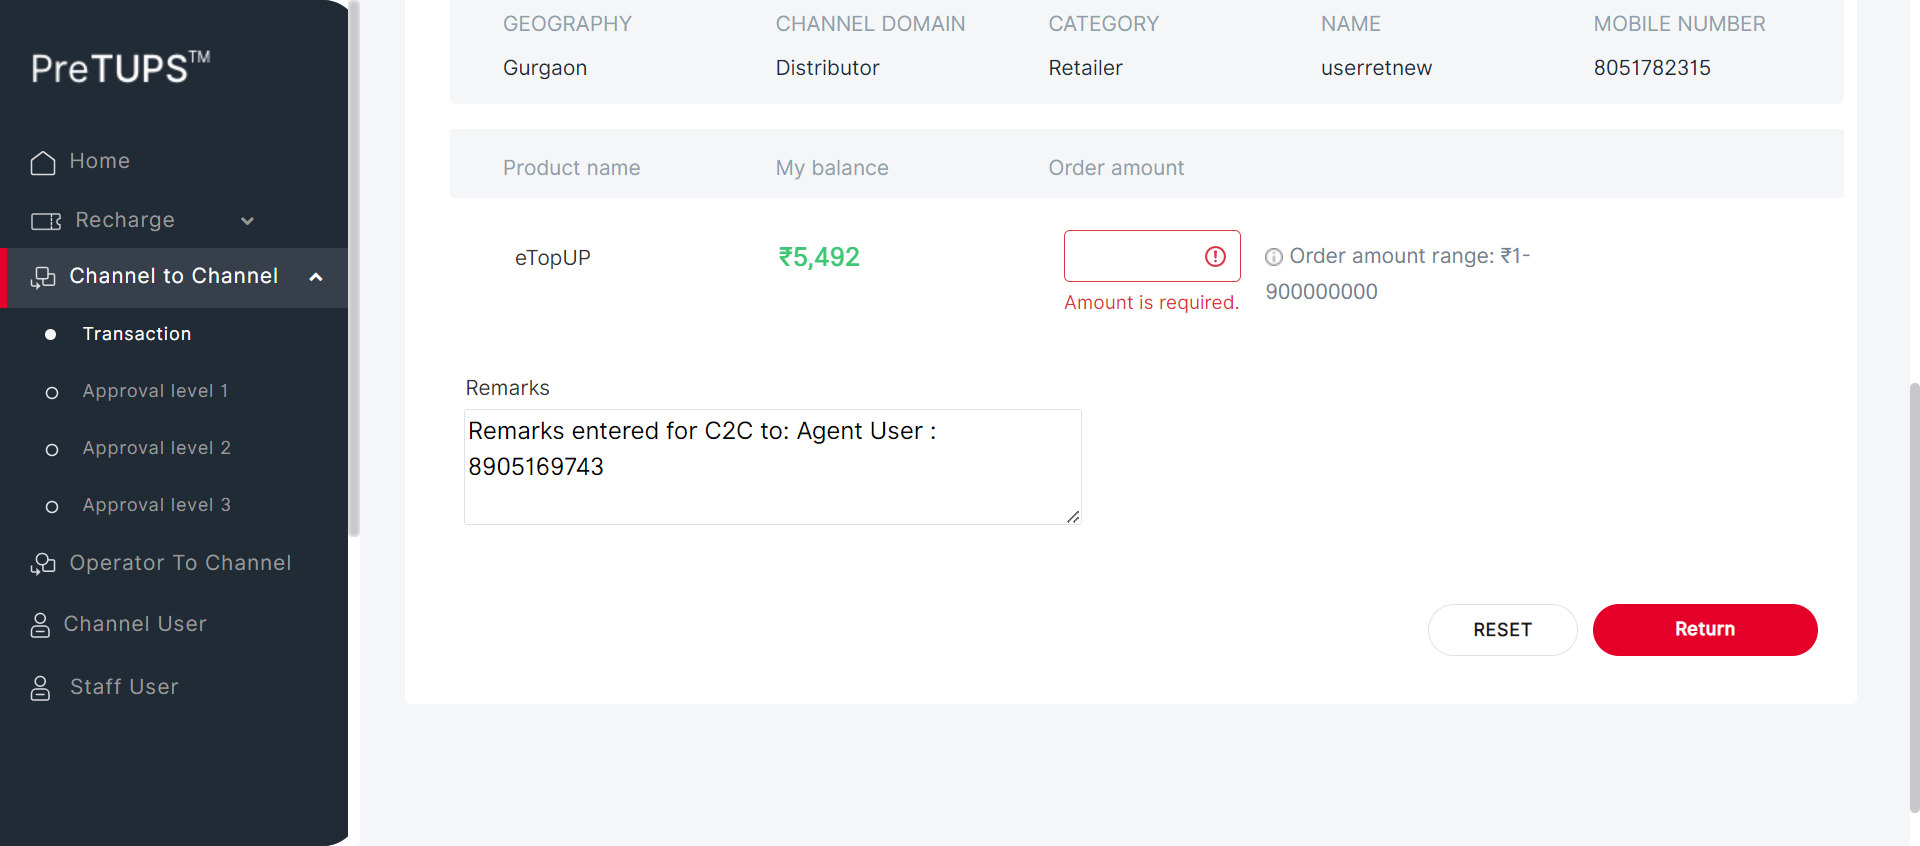 PreTUPS™
Home
Recharge
Channel to Channel
Transaction
Approval level 1
Approval level 2
Approval level 3
Operator To Channel
Channel User
Staff User
GEOGRAPHY CHANNEL DOMAIN CATEGORY NAME MOBILE NUMBER
Gurgaon Distributor Retailer userretnew 8051782315
Product name My balance Order amount
eTopUP ₹5,492 Order amount range: ₹1-
900000000
Amount is required.
Remarks
Remarks entered for C2C to: Agent User :
8905169743
RESET Return